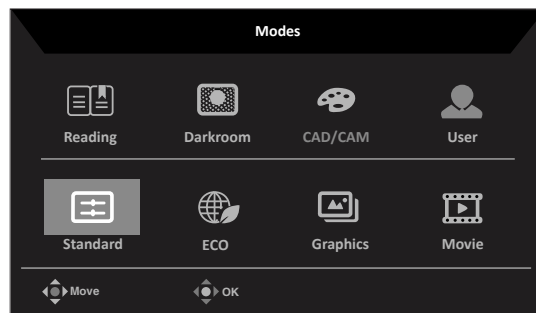 Modes
Reading Darkroom CAD/CAM User
Standard ECO Graphics Movie
Move OK